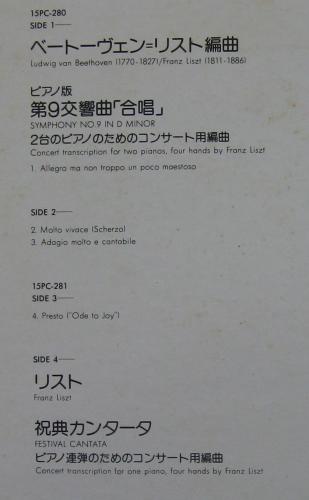 15PC-280
SIDE 1——
ベートーヴェン=リスト編曲
Ludwig van Beethoven (1770-1827)/Franz Liszt (1811-1886)
ピアノ版
第9交響曲「合唱」
SYMPHONY NO.9 IN D MINOR
2台のピアノのためのコンサート用編曲
Concert transcription for two pianos, four hands by Franz Liszt
1. Allegro ma non troppo un poco maestoso
SIDE 2——
2. Molto vivace (Scherzo)
3. Adagio molto e cantabile
15PC-281
SIDE 3——
4. Presto ("Ode to Joy")
SIDE 4——
リスト
Franz Liszt
祝典カンタータ
FESTIVAL CANTATA
ピアノ連弾のためのコンサート用編曲
Concert transcription for one piano, four hands by Franz Liszt